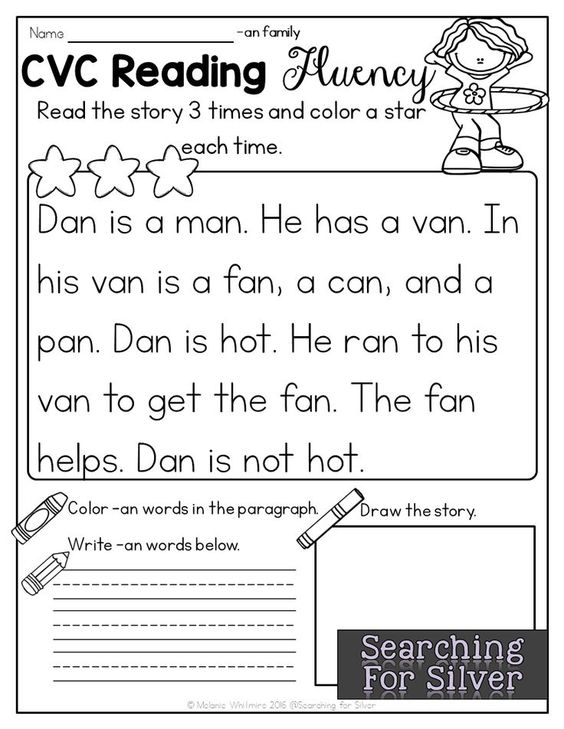 Name -an family
CVC Reading Fluency
Read the story 3 times and color a star
each time.
Dan is a man. He has a van. In
his van is a fan, a can, and a
pan. Dan is hot. He ran to his
van to get the fan. The fan
helps. Dan is not hot.
Color -an words in the paragraph.
Draw the story.
Write -an words below.
Searching
For Silver
© Melanie Whitmire 2016 @Searching for Silver